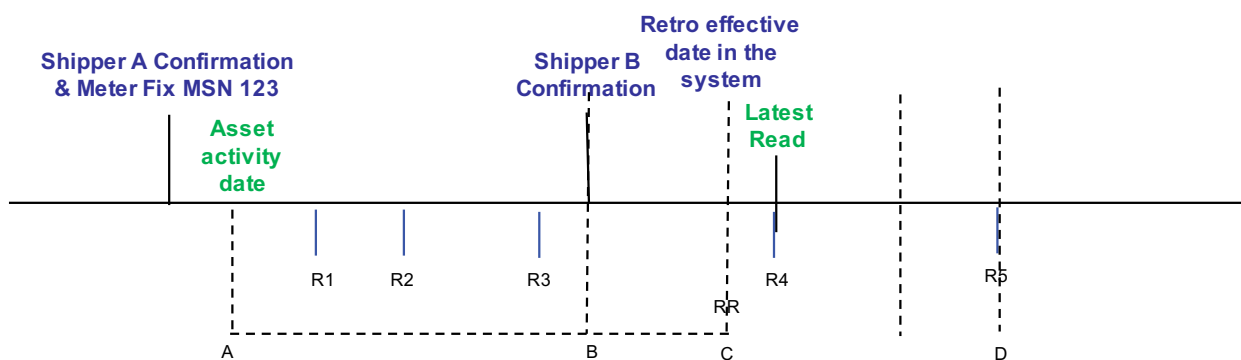 Shipper A Confirmation
& Meter Fix MSN 123
Asset
activity
date
Shipper B
Confirmation
Retro effective
date in the
system
Latest
Read
R1
R2
R3
RR
R4
R5
A
B
C
D